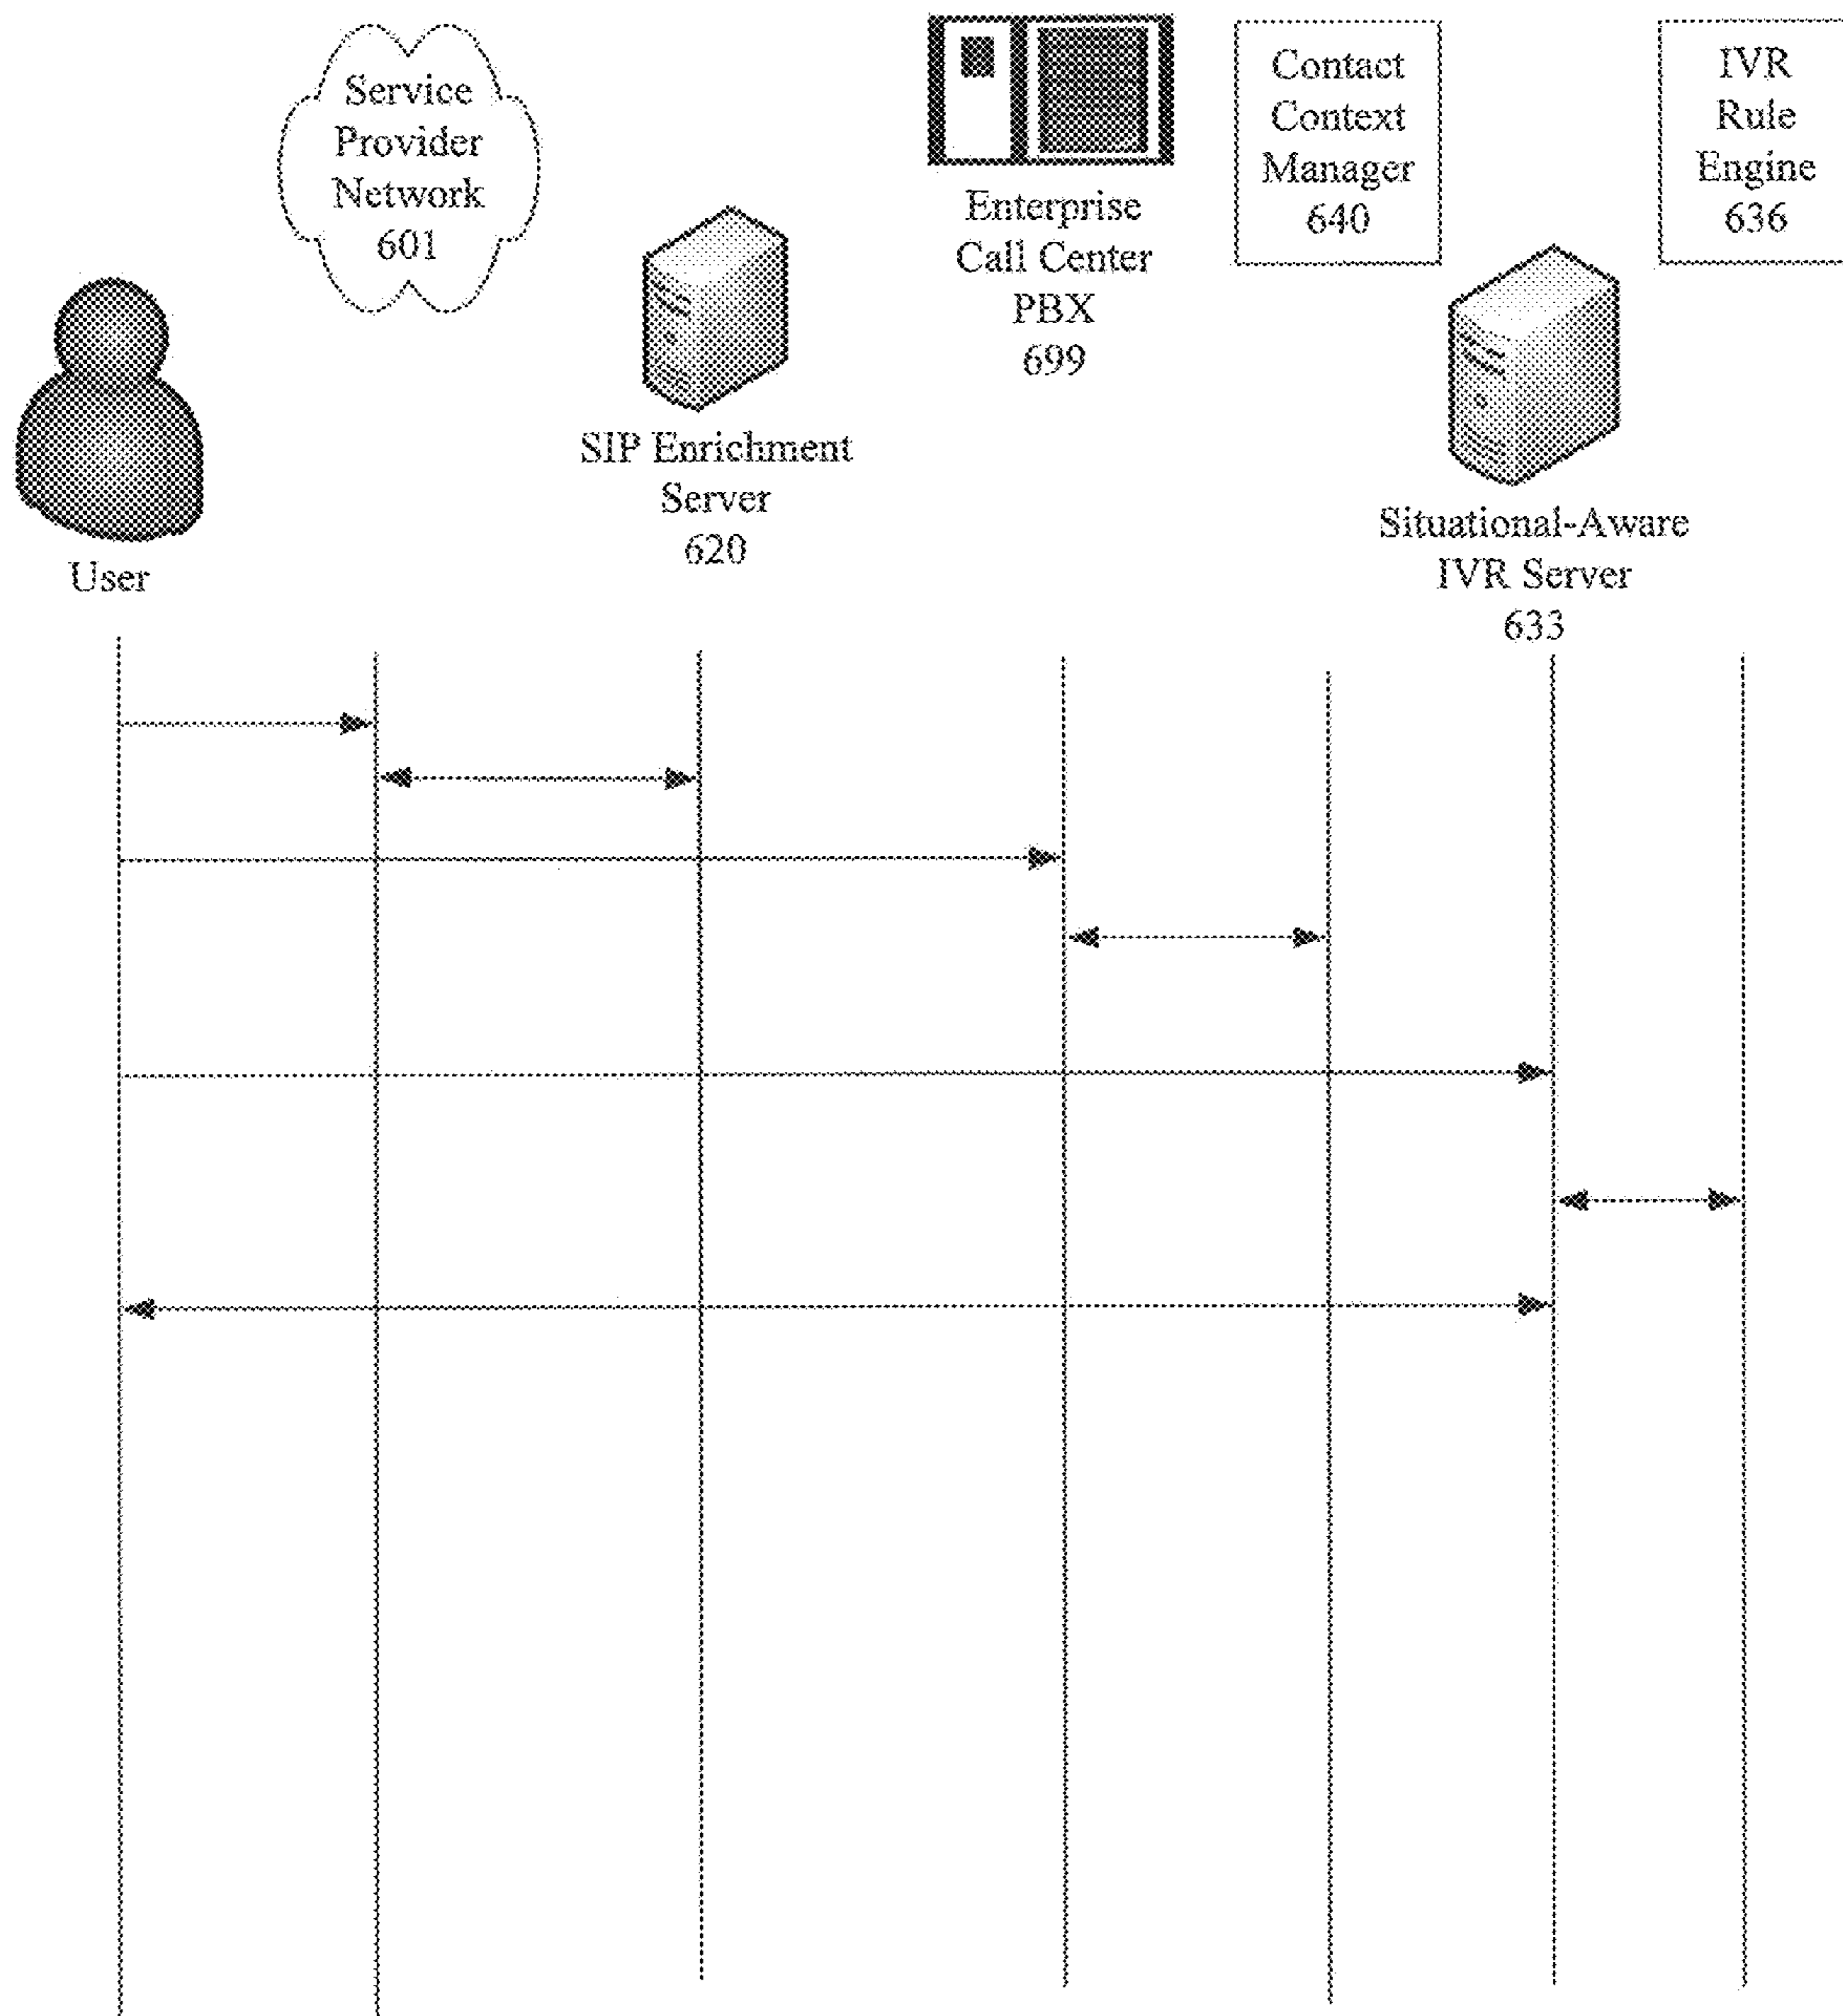 Service
Provider
Network
601
User
SIP Enrichment
Server
620
Enterprise
Call Center
PBX
699
Contact
Context
Manager
640
Situational-Aware
IVR Server
633
IVR
Rule
Engine
636